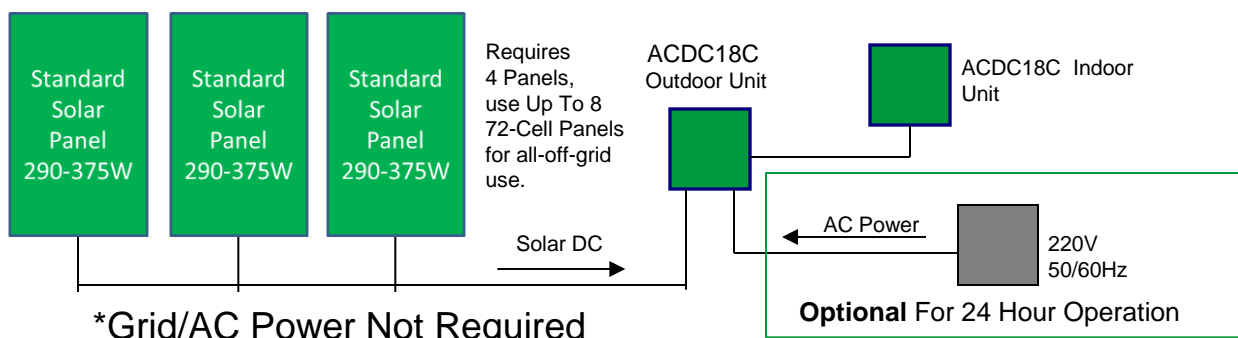 Standard
Solar
Panel
290-375W
Standard
Solar
Panel
290-375W
Standard
Solar
Panel
290-375W
Requires
4 Panels,
use Up To 8
72-Cell Panels
for all-off-grid
use.
ACDC18C
Outdoor Unit
ACDC18C Indoor
Unit
Solar DC
AC Power
220V
50/60Hz
Optional For 24 Hour Operation
*Grid/AC Power Not Required